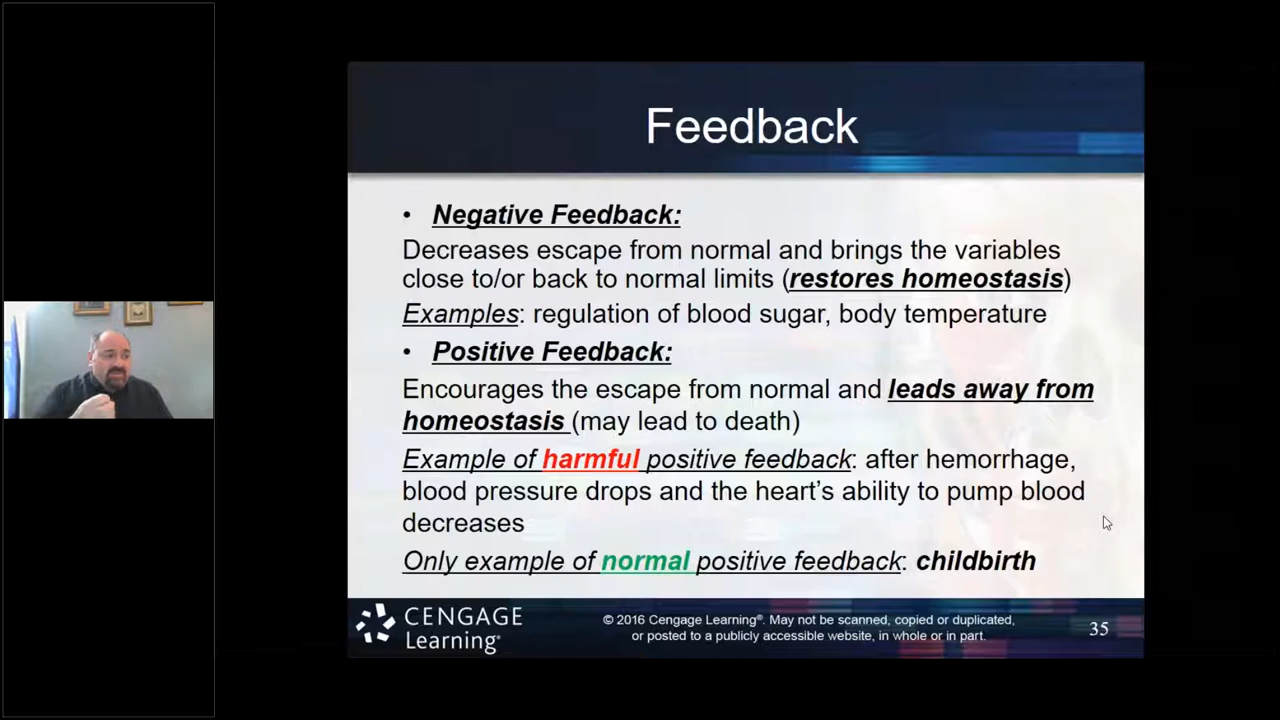 Feedback
• Negative Feedback:
Decreases escape from normal and brings the variables
close to/or back to normal limits (restores homeostasis)
Examples: regulation of blood sugar, body temperature
• Positive Feedback:
Encourages the escape from normal and leads away from
homeostasis (may lead to death)
Example of harmful positive feedback: after hemorrhage,
blood pressure drops and the heart’s ability to pump blood
decreases
Only example of normal positive feedback: childbirth
CENGAGE
Learning®
© 2016 Cengage Learning®. May not be scanned, copied or duplicated,
or posted to a publicly accessible website, in whole or in part.
35